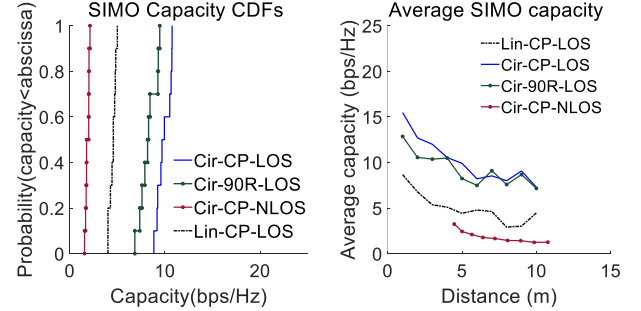 SIMO Capacity CDFs
Probability(capacity<abscissa)
1
0.8
0.6
0.4
0.2
0
0
10
20
Capacity(bps/Hz)
Cir-CP-LOS
Cir-90R-LOS
Cir-CP-NLOS
Lin-CP-LOS
Average SIMO capacity
Average capacity (bps/Hz)
25
20
15
10
5
0
0
5
10
15
Distance (m)
Lin-CP-LOS
Cir-CP-LOS
Cir-90R-LOS
Cir-CP-NLOS